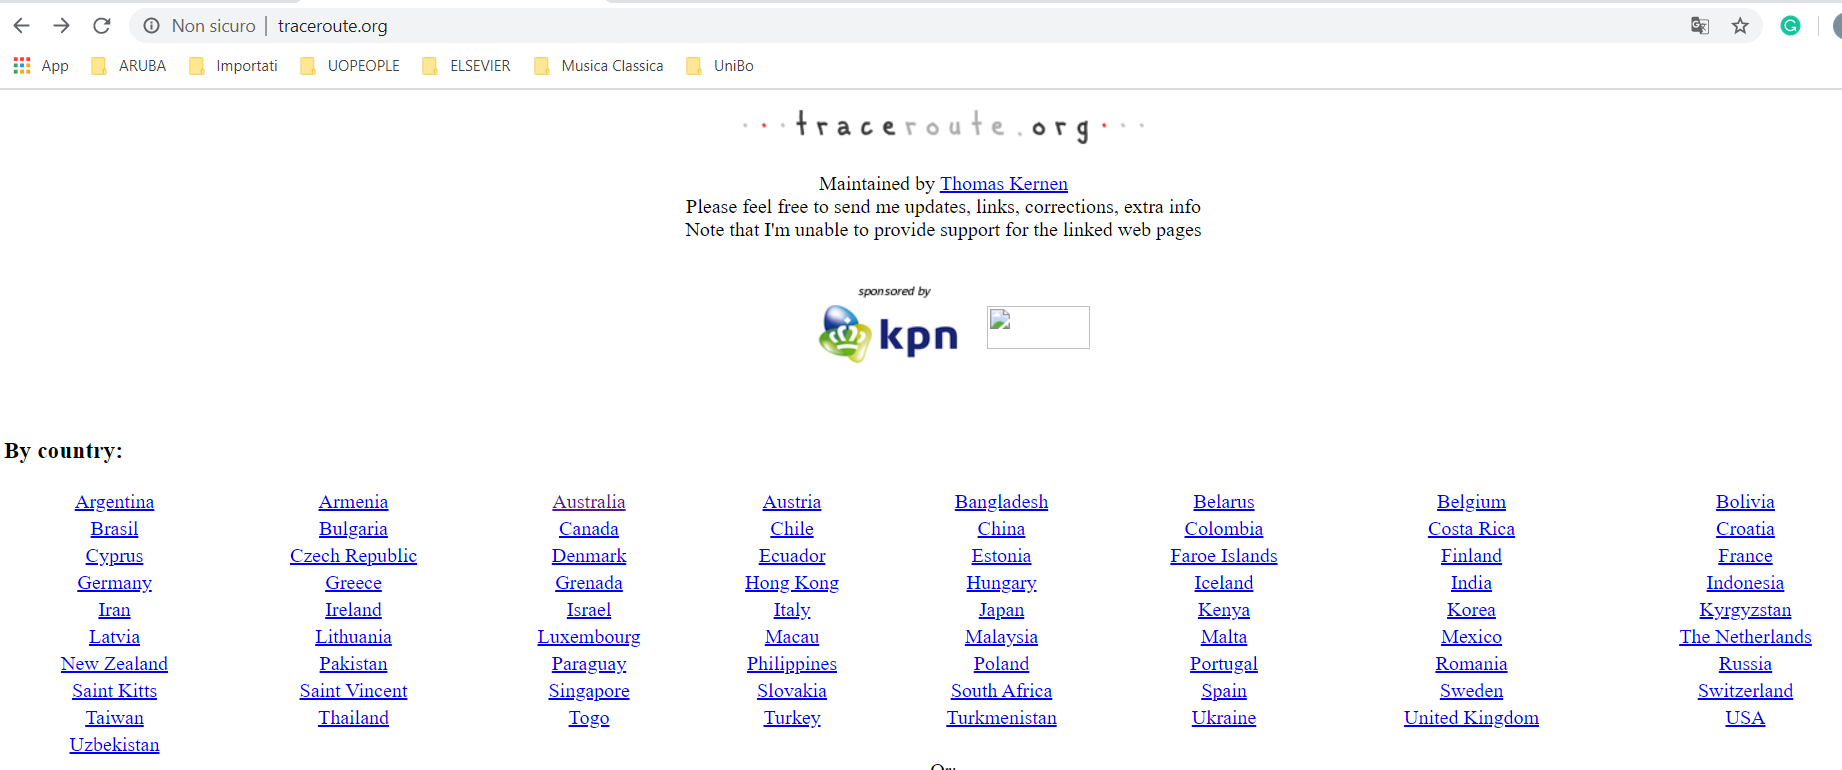 Non sicuro | traceroute.org
App ARUBA Importati UOPEOPLE ELSEVIER Musica Classica UniBo
traceroute.org
Maintained by Thomas Kernen
Please feel free to send me updates, links, corrections, extra info
Note that I'm unable to provide support for the linked web pages
sponsored by
kpn
By country:
Argentina Armenia Australia Austria Bangladesh Belarus Belgium Bolivia
Brasil Bulgaria Canada Chile China Colombia Costa Rica Croatia
Cyprus Czech Republic Denmark Ecuador Estonia Faroe Islands Finland France
Germany Greece Grenada Hong Kong Hungary Iceland India Indonesia
Iran Ireland Israel Italy Japan Kenya Korea Kyrgyzstan
Latvia Lithuania Luxembourg Macau Malaysia Malta Mexico The Netherlands
New Zealand Pakistan Paraguay Philippines Poland Portugal Romania Russia
Saint Kitts Saint Vincent Singapore Slovakia South Africa Spain Sweden Switzerland
Taiwan Thailand Togo Turkey Turkmenistan Ukraine United Kingdom USA
Uzbekistan